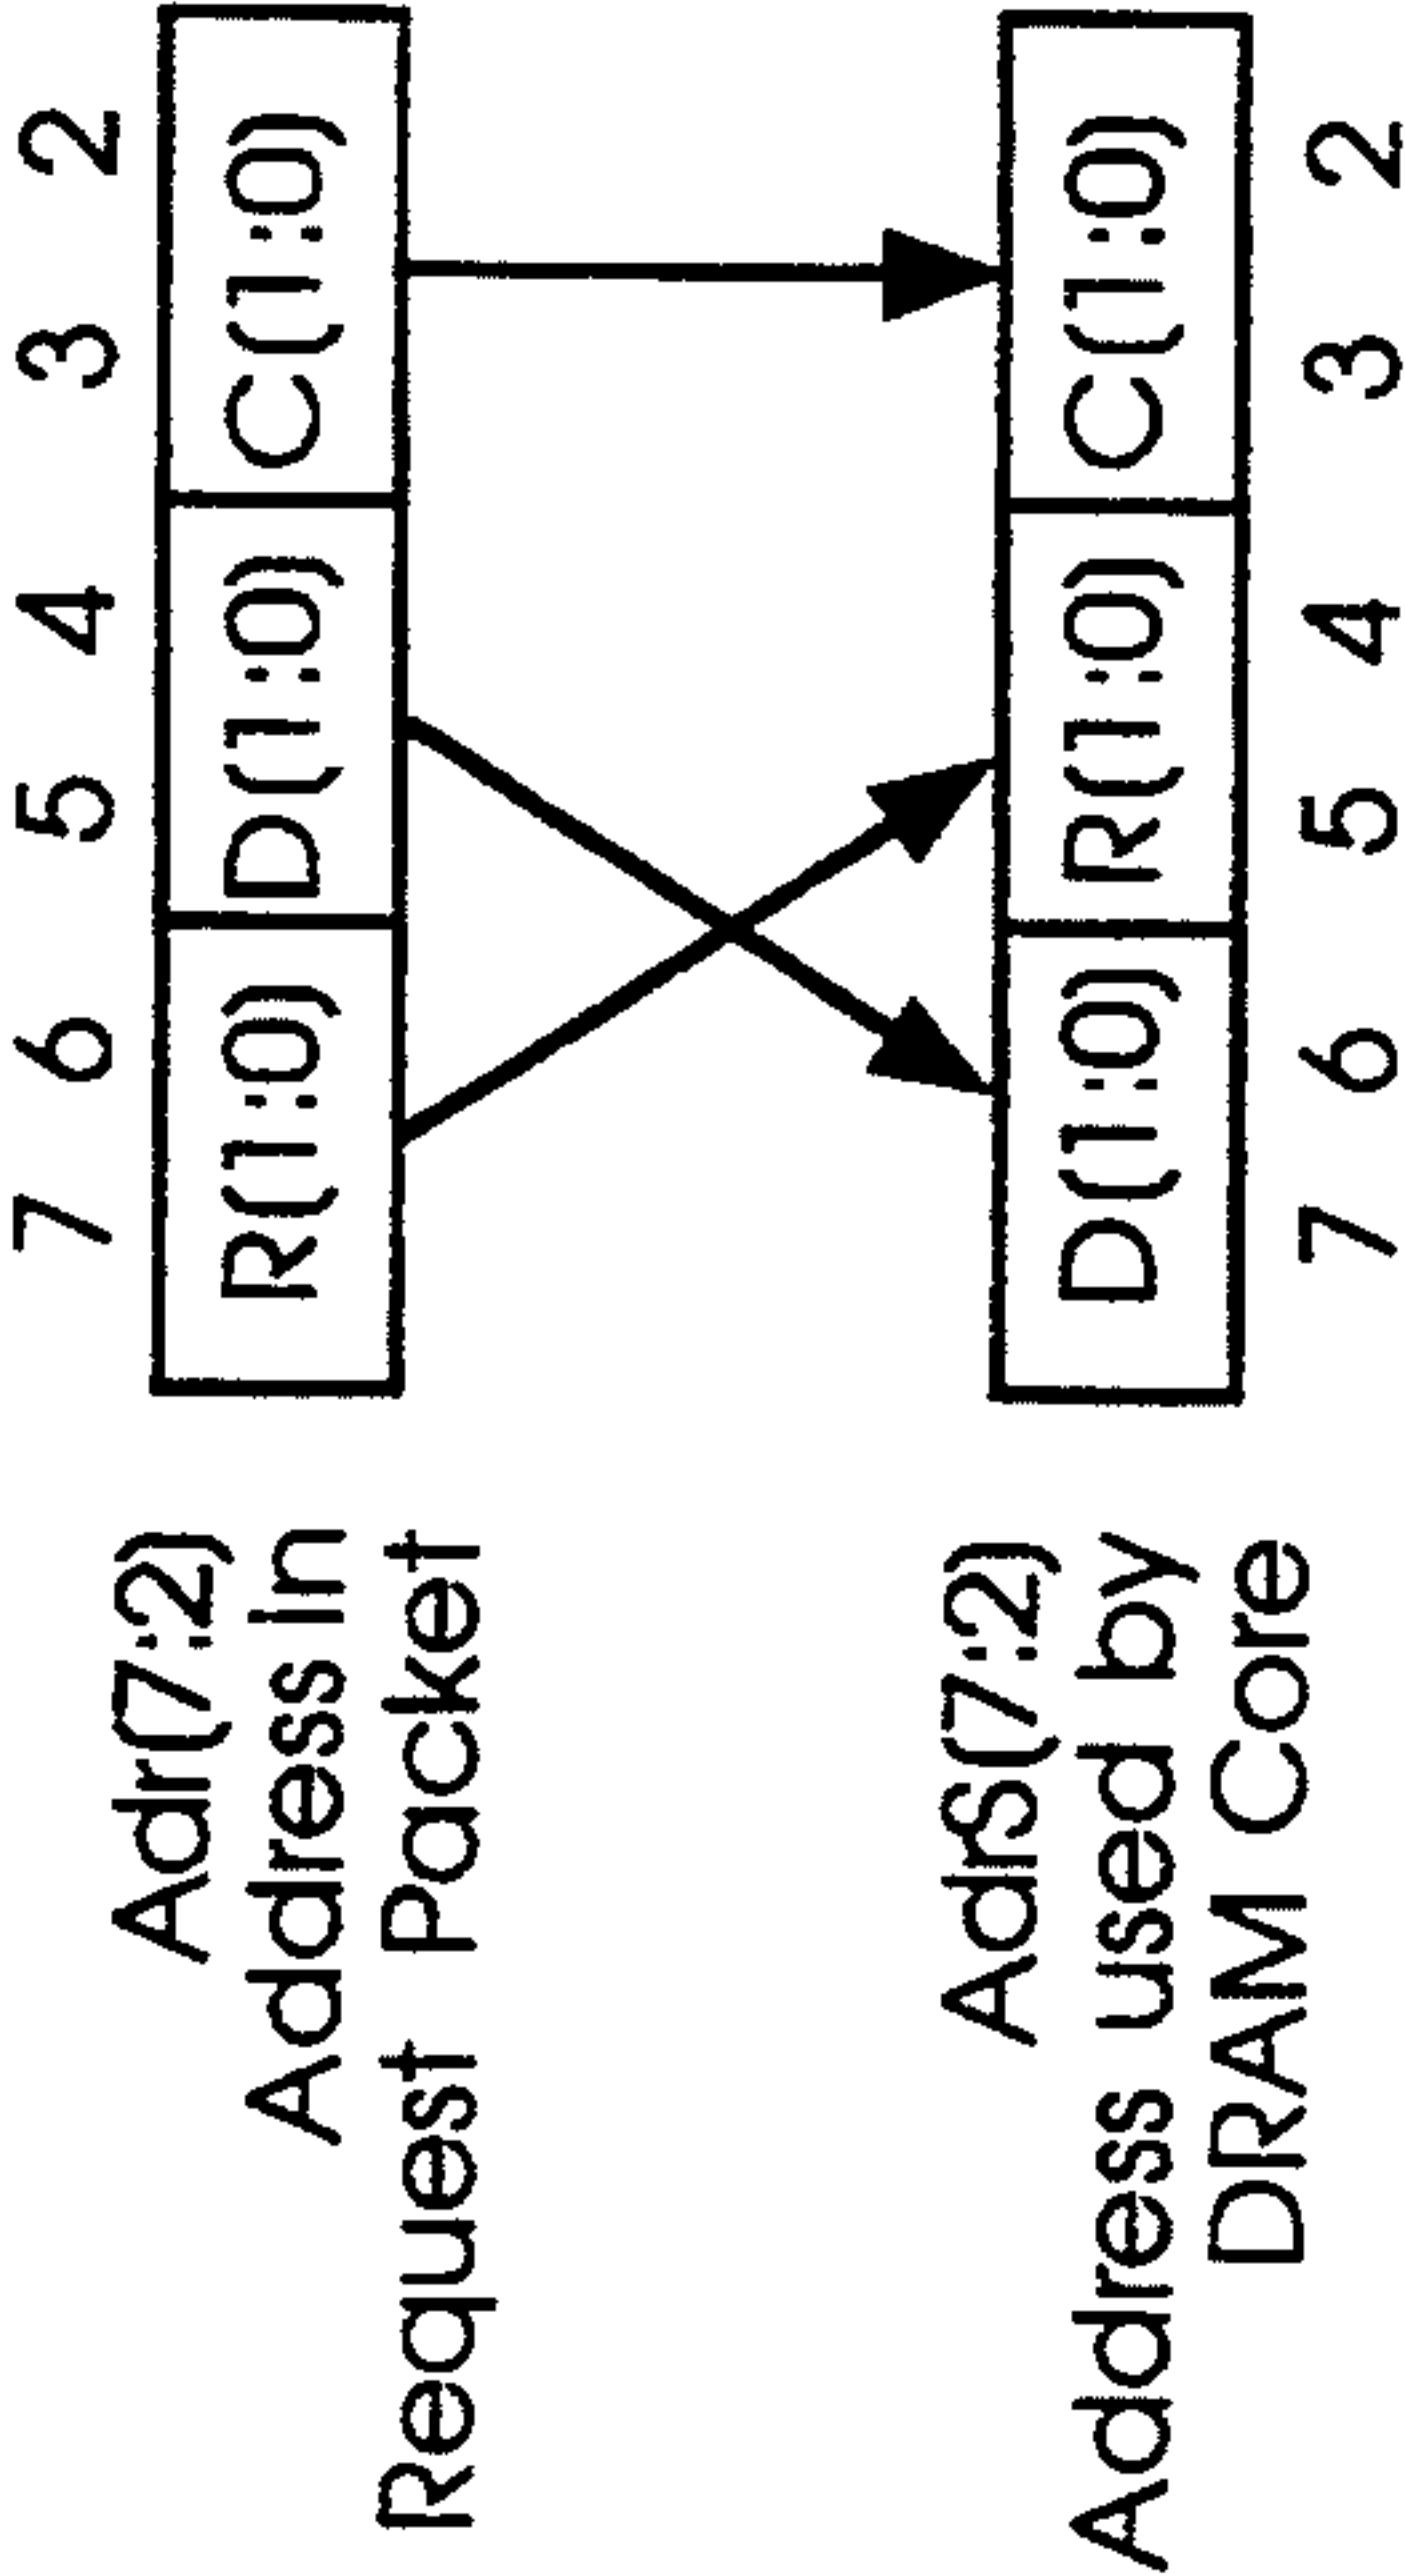 7 6 5 4 3 2
Adr(7:2)
Address in
Request Packet
R(1:0) D(1:0) C(1:0)
AdrS(7:2)
Address used by
DRAM Core
D(1:0) R(1:0) C(1:0)
7 6 5 4 3 2